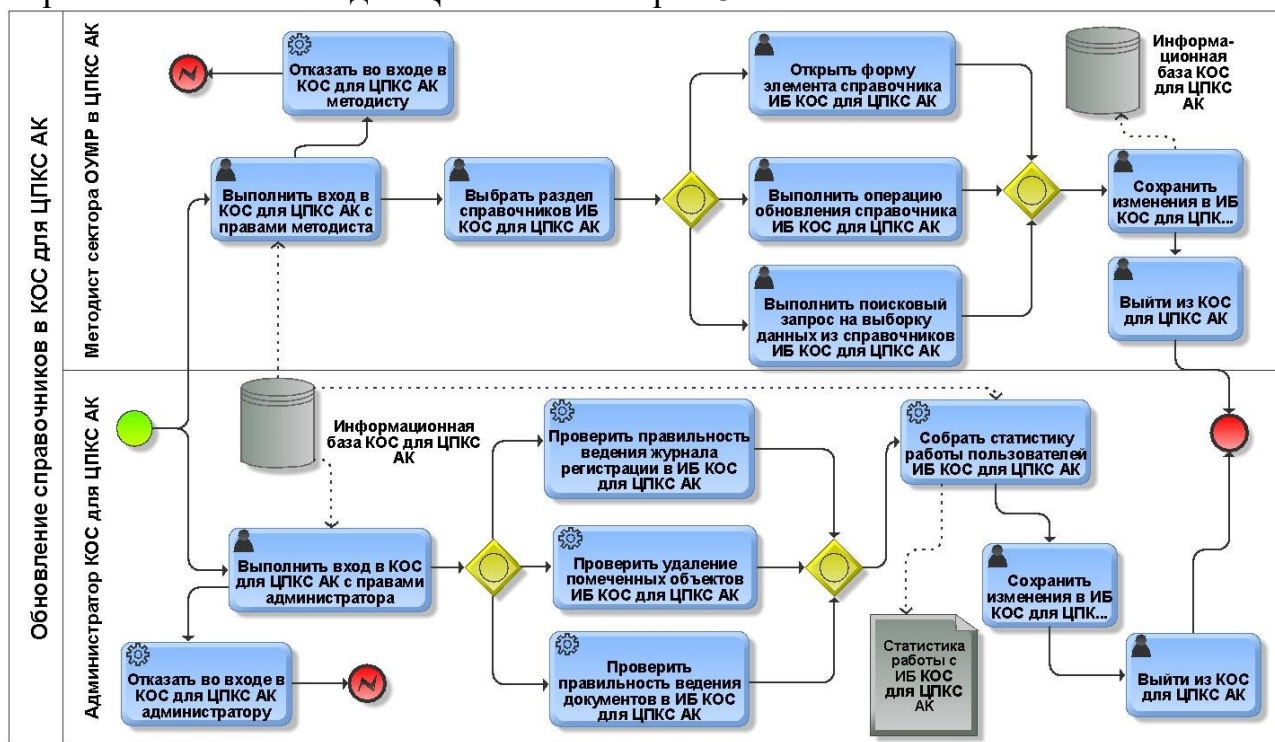 Обновление справочников в КОС для ЦПКС АК
Методист сектора ОУМР в ЦПКС АК
Отказать во входе в
КОС для ЦПКС АК
методисту
Выполнить вход в
КОС для ЦПКС АК с
правами методиста
Выбрать раздел
справочников ИБ
КОС для ЦПКС АК
Открыть форму
элемента справочника
ИБ КОС для ЦПКС АК
Выполнить операцию
обновления справочника
ИБ КОС для ЦПКС АК
Выполнить поисковый
запрос на выборку
данных из справочников
ИБ КОС для ЦПКС АК
Информа-
ционная
база КОС
для ЦПКС
АК
Сохранить
изменения в ИБ
КОС для ЦПК...
Выйти из КОС
для ЦПКС АК
Администратор КОС для ЦПКС АК
Информационная
база КОС для ЦПКС
АК
Выполнить вход в КОС
для ЦПКС АК с правами
администратора
Отказать во входе в
КОС для ЦПКС АК
администратору
Проверить правильность
ведения журнала
регистрации в ИБ КОС
для ЦПКС АК
Проверить удаление
помеченных объектов
ИБ КОС для ЦПКС АК
Проверить
правильность ведения
документов в ИБ КОС
для ЦПКС АК
Собрать статистику
работы пользователей
ИБ КОС для ЦПКС АК
Статистика
работы с
ИБ КОС
для ЦПКС
АК
Сохранить
изменения в ИБ
КОС для ЦПК...
Выйти из КОС
для ЦПКС АК